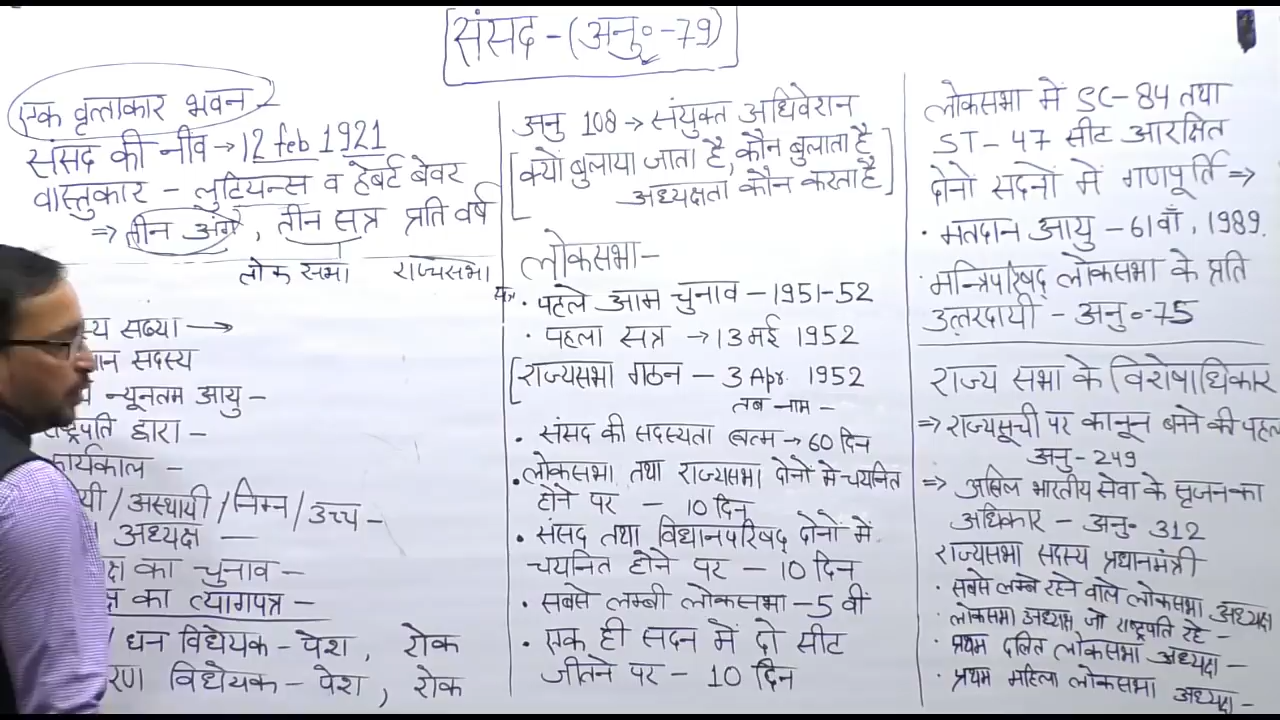 संसद - (अनु०-79)
एक वृत्ताकार भवन -
संसद की नींव → 12 feb 1921
वास्तुकार - लुटियन्स व हर्बर्ट बेवर
⇒ तीन अंग, तीन सत्र प्रति वर्ष
लोक सभा राज्यसभा
सख्या →
सदस्य
न्यूनतम आयु -
द्वारा -
कार्यकाल -
/ अस्थायी / निम्न / उच्च -
अध्यक्ष -
का चुनाव -
का त्यागपत्र -
धन विधेयक - पेश, रोक
विधेयक - पेश, रोक
अनु 108 → संयुक्त अधिवेशन
[क्यों बुलाया जाता है, कौन बुलाता है
अध्यक्षता कौन करता है]
लोकसभा -
· पहले आम चुनाव - 1951-52
· पहला सत्र → 13 मई 1952
[राज्यसभा गठन - 3 Apr. 1952
तब नाम -
· संसद की सदस्यता खत्म → 60 दिन
· लोकसभा तथा राज्यसभा दोनों मे चयनित
होने पर - 10 दिन
· संसद तथा विधानपरिषद् दोनों में
चयनित होने पर - 10 दिन
· सबसे लम्बी लोकसभा - 5 वीं
· एक ही सदन में दो सीट
जीतने पर - 10 दिन
लोकसभा में SC - 84 तथा
ST - 47 सीट आरक्षित
दोनों सदनों में गणपूर्ति ⇒
· मतदान आयु - 61वाँ, 1989.
· मन्त्रिपरिषद् लोकसभा के प्रति
उत्तरदायी - अनु०-75
राज्य सभा के विशेषाधिकार
⇒ राज्यसूची पर कानून बनने की पहल
अनु - 249
⇒ अखिल भारतीय सेवा के सृजन का
अधिकार - अनु. 312
राज्यसभा सदस्य प्रधानमंत्री
· सबसे लम्बे रहने वाले लोकसभा अध्यक्ष
· लोकसभा अध्यक्ष जो राष्ट्रपति रहे -
· प्रथम दलित लोकसभा अध्यक्ष -
· प्रथम महिला लोकसभा अध्यक्ष -